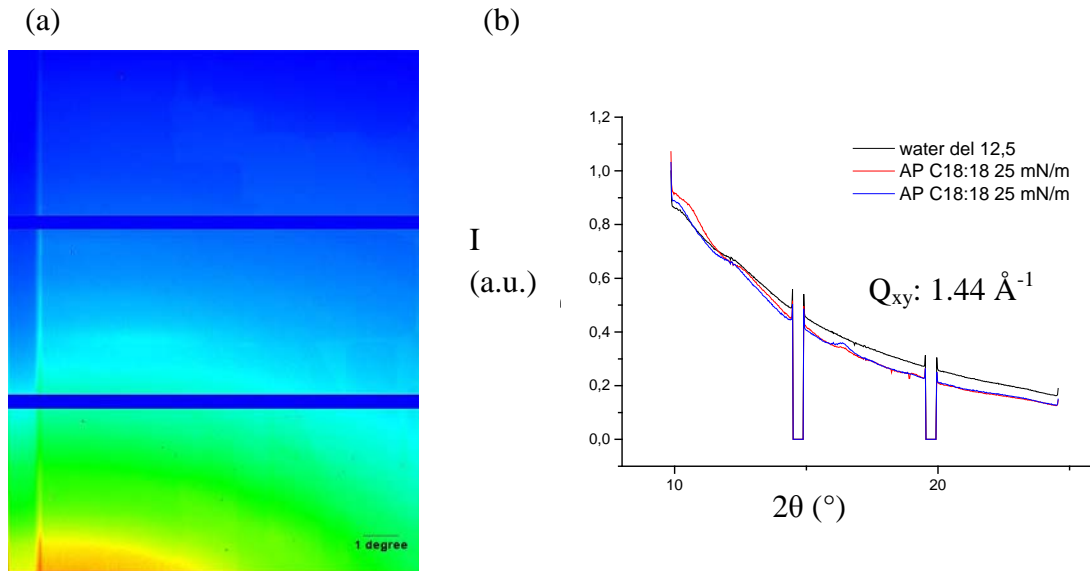 (a)
(b)
1 degree
1,2
1,0
0,8
0,6
0,4
0,2
0,0
I
(a.u.)
water del 12,5
AP C18:18 25 mN/m
AP C18:18 25 mN/m
Qxy: 1.44 Å-1
10
20
2θ (°)